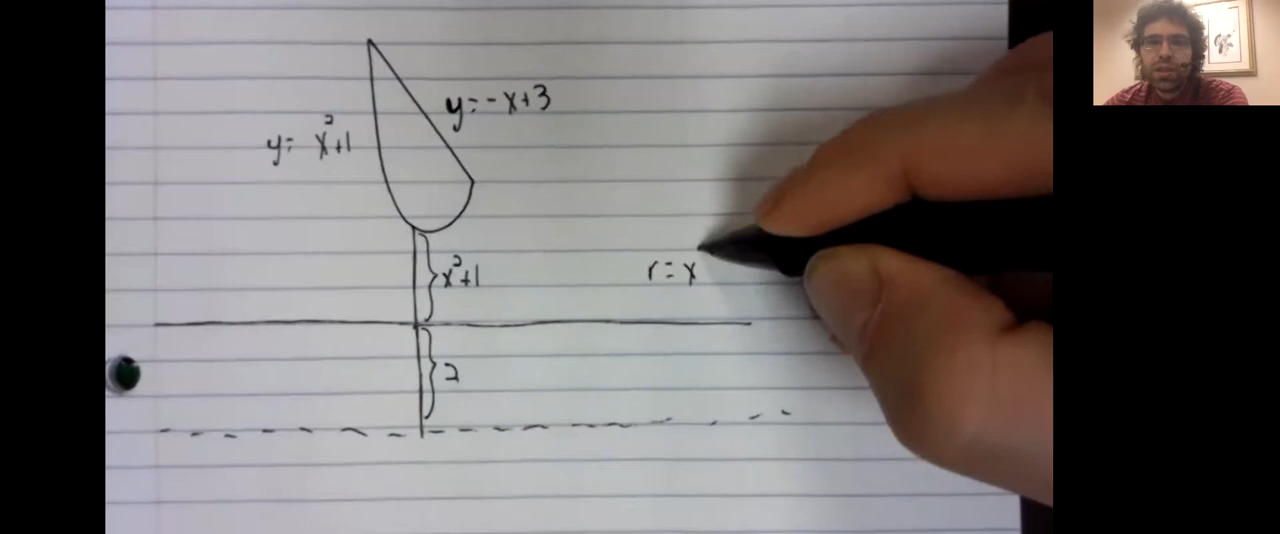 y=-x+3
y= x²+1
x²+1
r=x
2